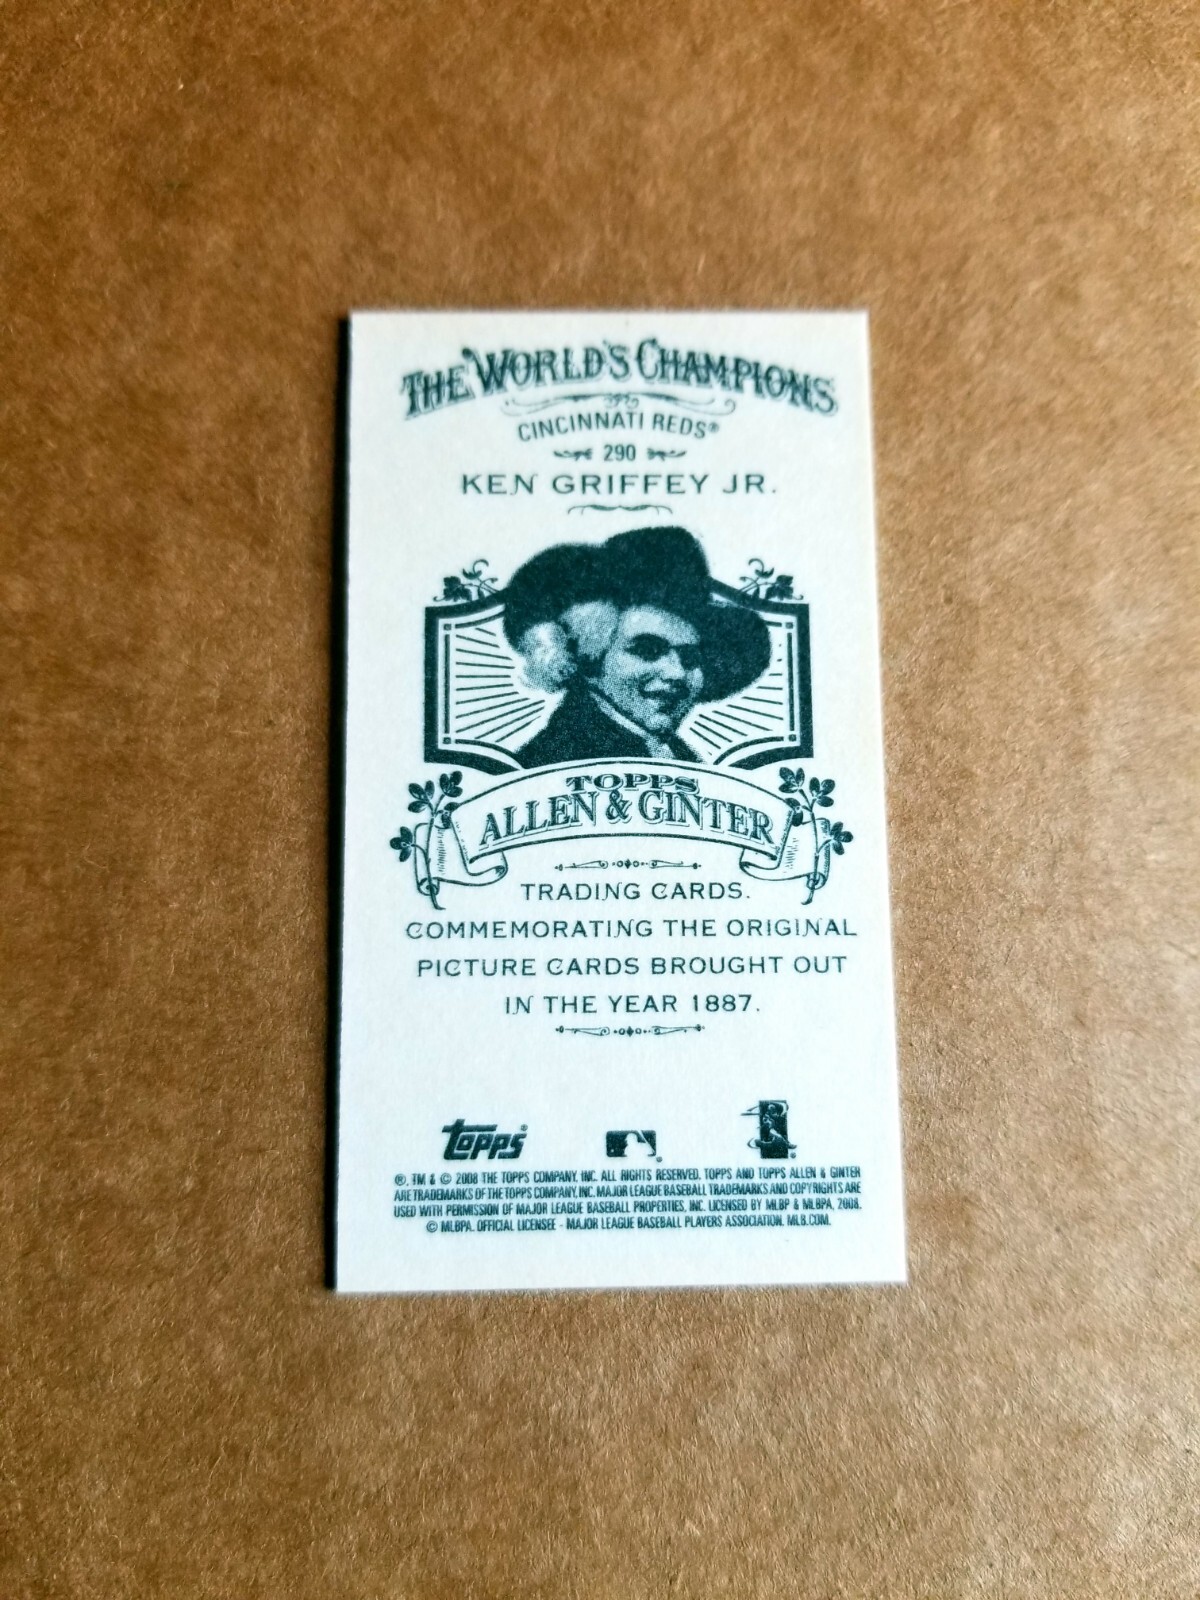 THE WORLD'S CHAMPIONS
CINCINNATI REDS®
290
KEN GRIFFEY JR.
TOPPS
ALLEN & GINTER
TRADING CARDS.
COMMEMORATING THE ORIGINAL
PICTURE CARDS BROUGHT OUT
IN THE YEAR 1887.
Topps®
®, TM & © 2008 THE TOPPS COMPANY, INC. ALL RIGHTS RESERVED. TOPPS AND TOPPS ALLEN & GINTER
ARE TRADEMARKS OF THE TOPPS COMPANY, INC. MAJOR LEAGUE BASEBALL TRADEMARKS AND COPYRIGHTS ARE
USED WITH PERMISSION OF MAJOR LEAGUE BASEBALL PROPERTIES, INC. LICENSED BY MLBP & MLBPA, 2008.
© MLBPA. OFFICIAL LICENSEE - MAJOR LEAGUE BASEBALL PLAYERS ASSOCIATION. MLB.COM.